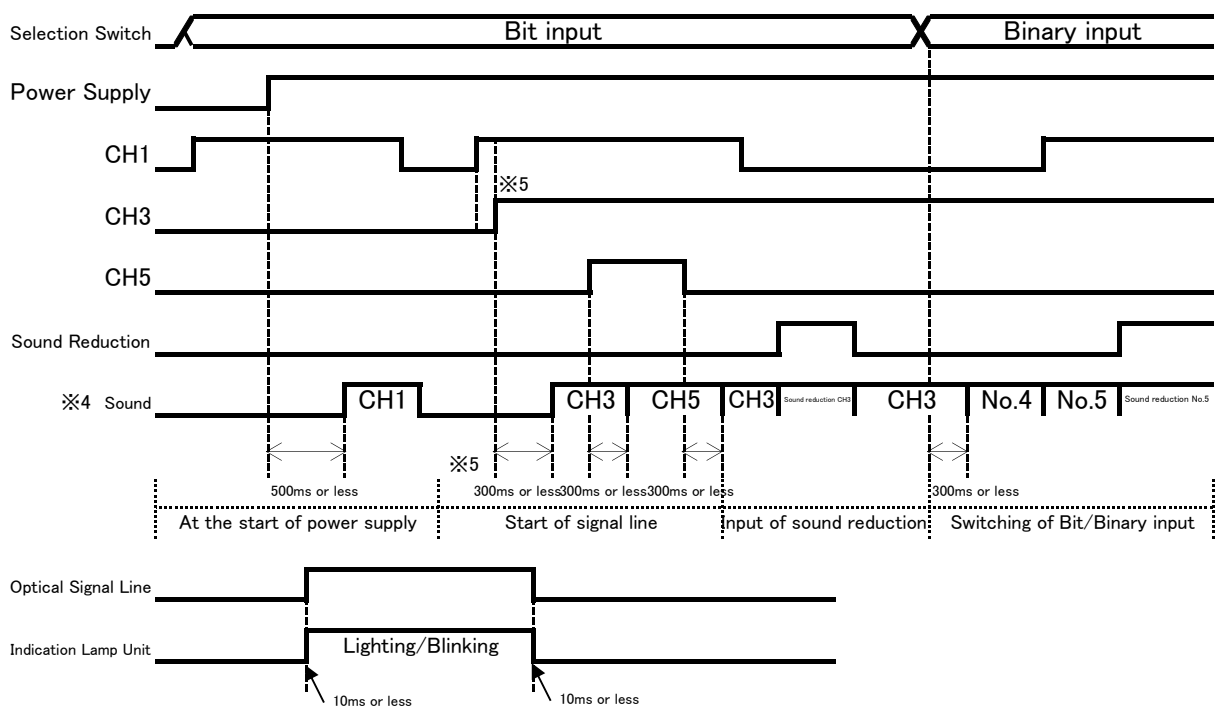 Selection Switch
Bit input
Binary input
Power Supply
CH1
※5
CH3
CH5
Sound Reduction
※4 Sound
CH1
CH3
CH5
CH3
Sound reduction CH3
CH3
No.4
No.5
Sound reduction No.5
※5
500ms or less
300ms or less
300ms or less
300ms or less
300ms or less
At the start of power supply
Start of signal line
Input of sound reduction
Switching of Bit/Binary input
Optical Signal Line
Indication Lamp Unit
Lighting/Blinking
10ms or less
10ms or less